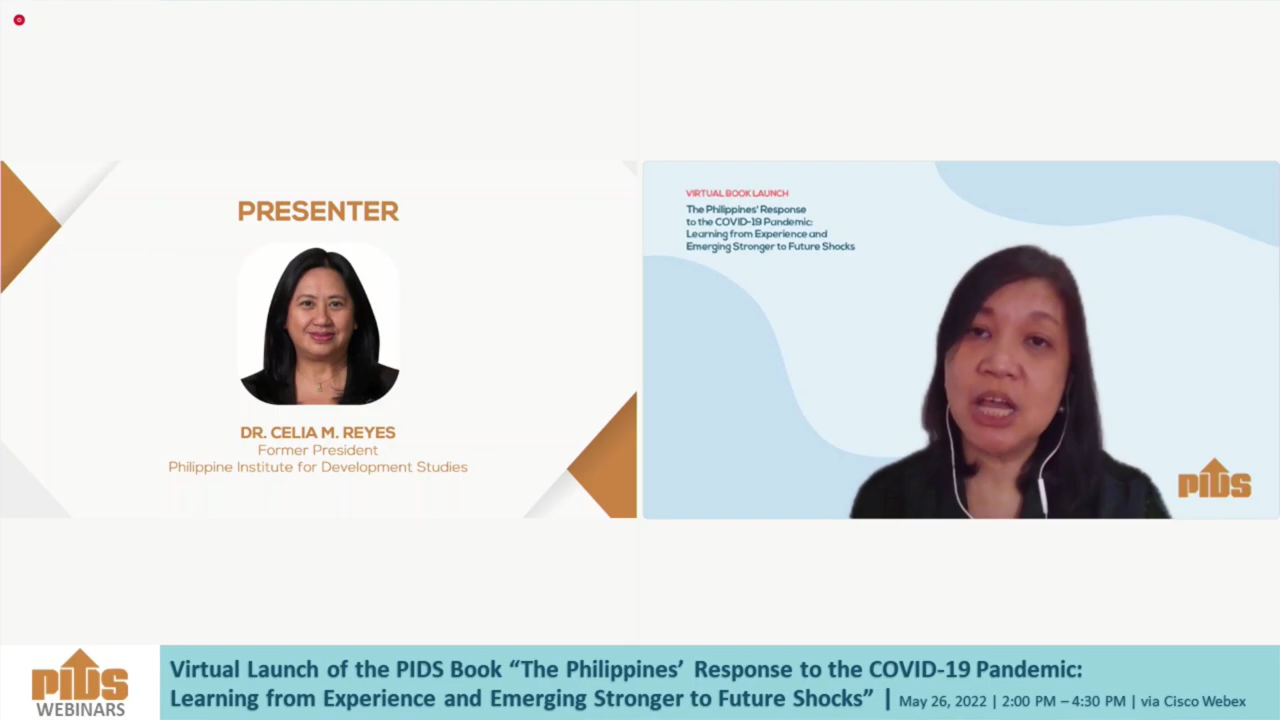 PRESENTER
DR. CELIA M. REYES
Former President
Philippine Institute for Development Studies
VIRTUAL BOOK LAUNCH
The Philippines' Response
to the COVID-19 Pandemic:
Learning from Experience and
Emerging Stronger to Future Shocks
PIDS
PIDS
WEBINARS
Virtual Launch of the PIDS Book “The Philippines’ Response to the COVID-19 Pandemic:
Learning from Experience and Emerging Stronger to Future Shocks” | May 26, 2022 | 2:00 PM – 4:30 PM | via Cisco Webex